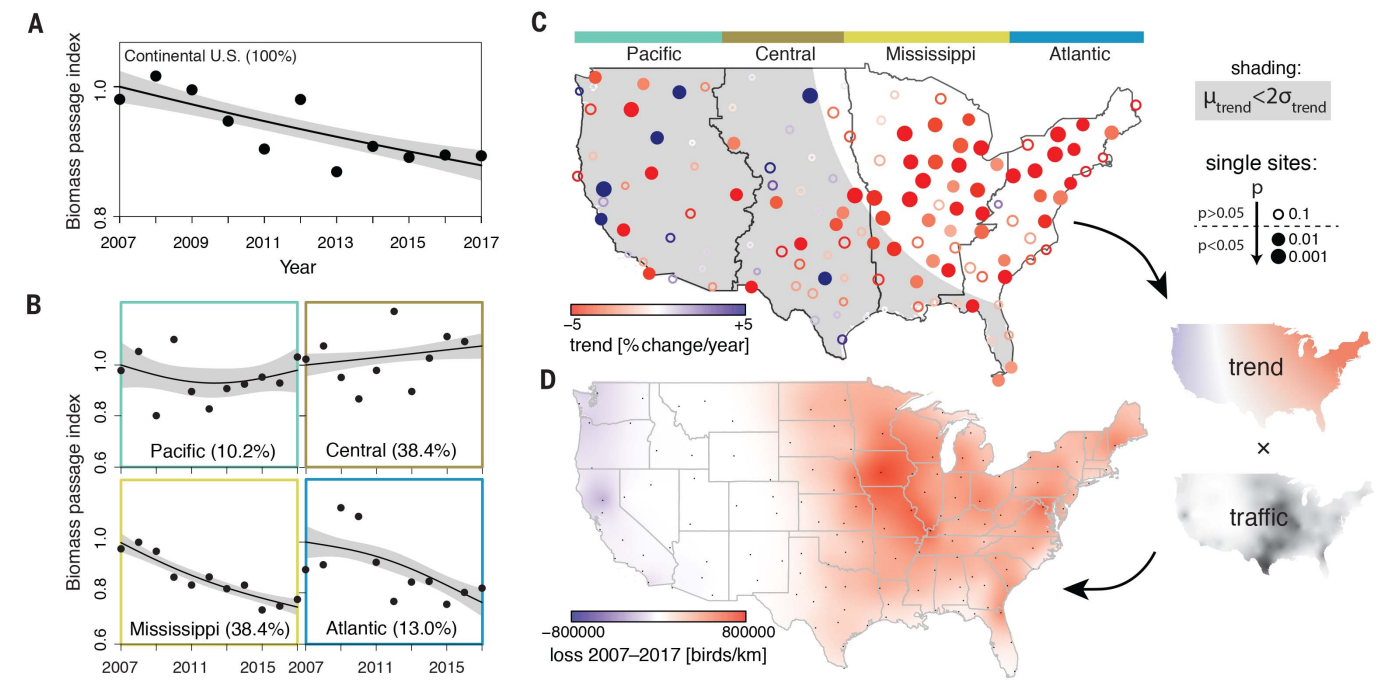 A
Continental U.S. (100%)
Biomass passage index
1.0
0.8
2007 2009 2011 2013 2015 2017
Year
B
Biomass passage index
1.0
0.8
0.6
Pacific (10.2%)
Central (38.4%)
Biomass passage index
1.0
0.8
0.6
Mississippi (38.4%)
Atlantic (13.0%)
2007 2011 2015 2007 2011 2015
C
Pacific Central Mississippi Atlantic
−5 +5
trend [% change/year]
shading:
μtrend<2σtrend
single sites:
p
p>0.05 0.1
p<0.05 0.01
0.001
D
−8000000 800000
loss 2007–2017 [birds/km]
trend
×
traffic